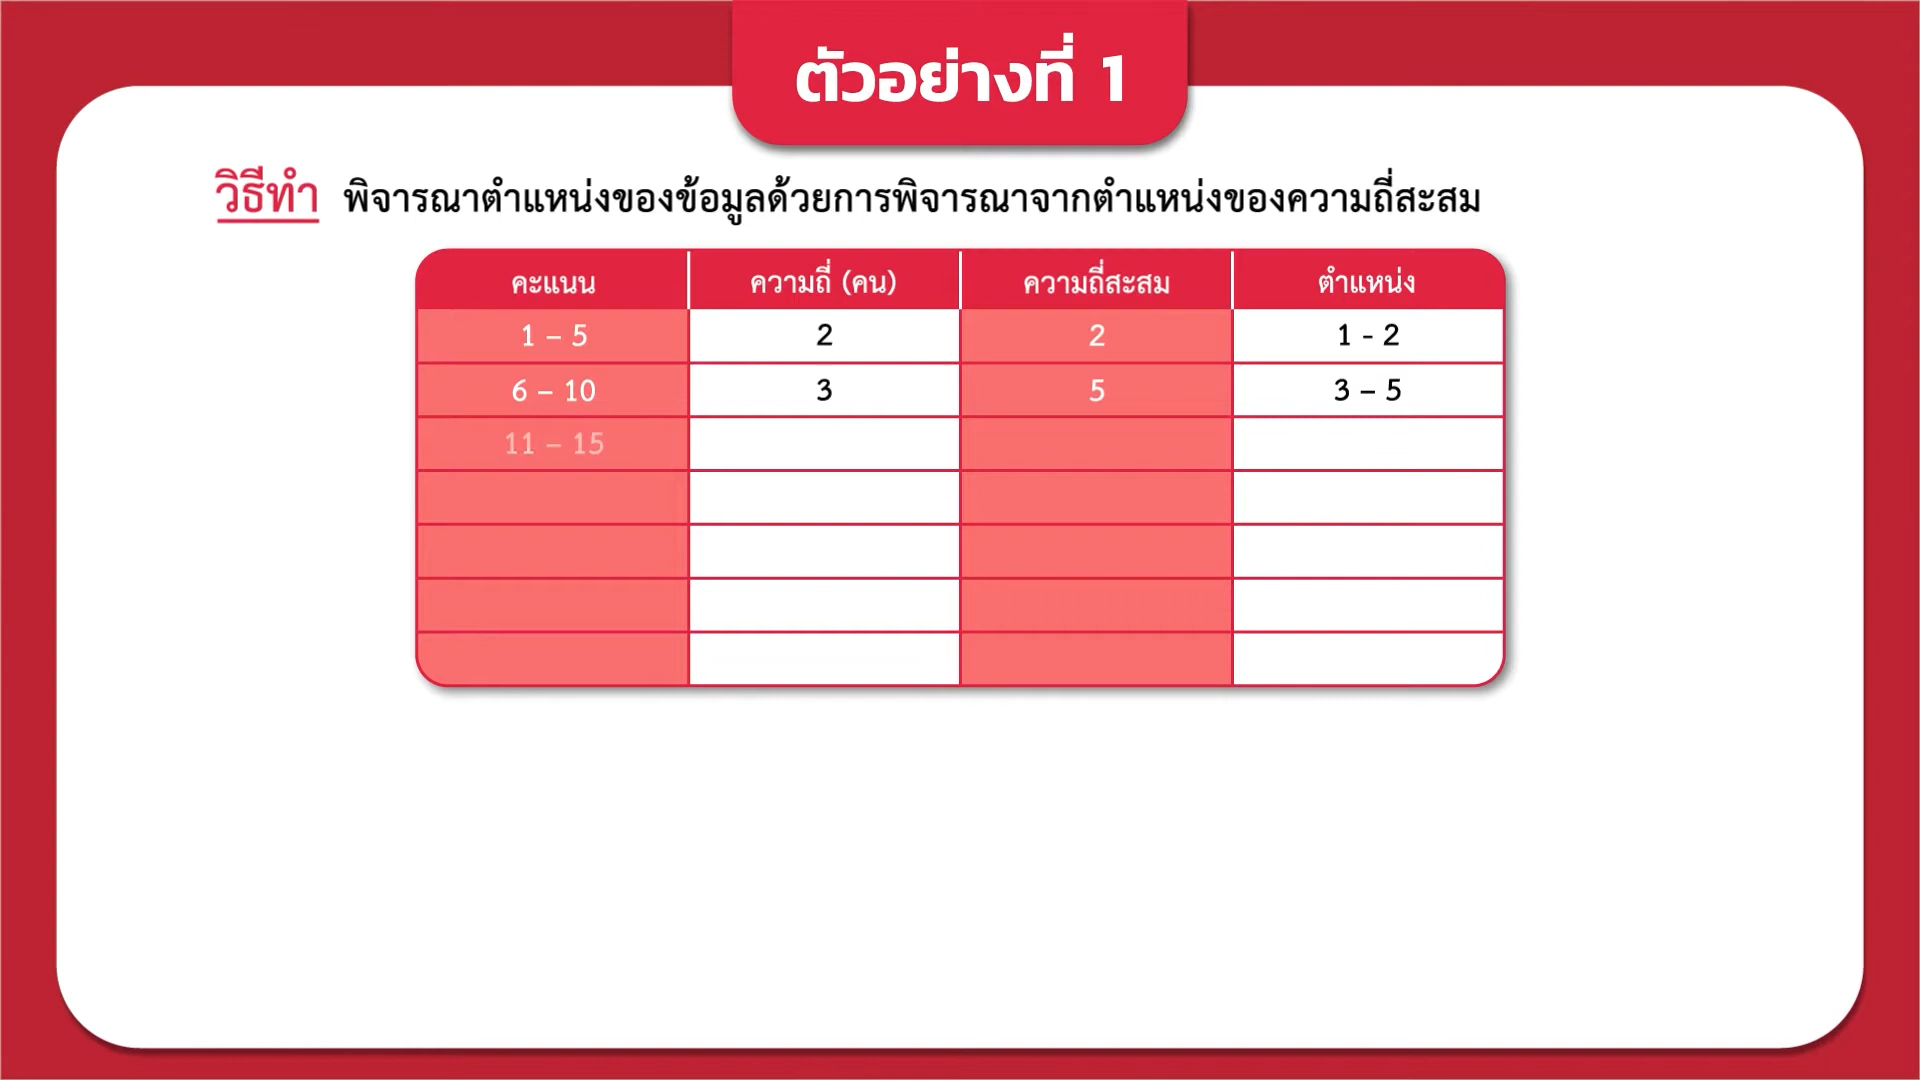 ตัวอย่างที่ 1
วิธีทำ พิจารณาตำแหน่งของข้อมูลด้วยการพิจารณาจากตำแหน่งของความถี่สะสม
คะแนน ความถี่ (คน) ความถี่สะสม ตำแหน่ง
1 – 5 2 2 1 - 2
6 – 10 3 5 3 – 5
11 – 15